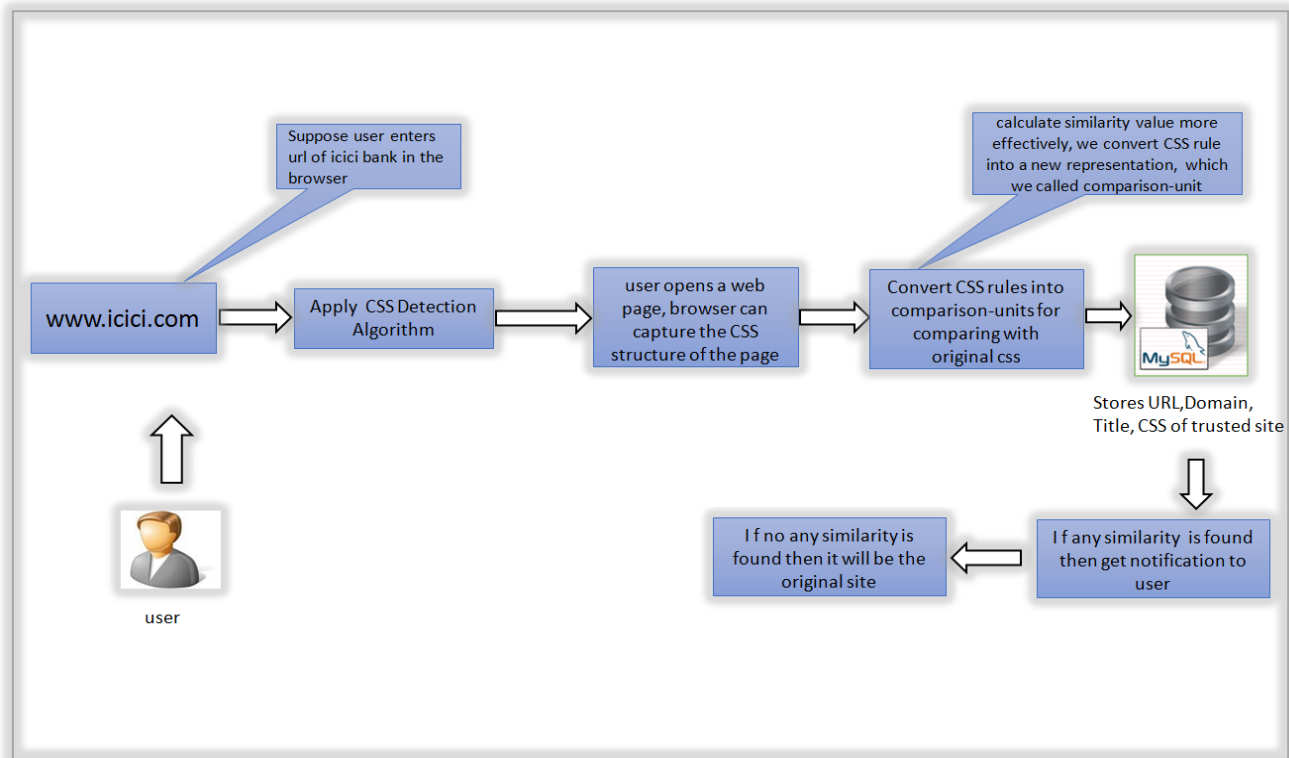 Suppose user enters
url of icici bank in the
browser
calculate similarity value more
effectively, we convert CSS rule
into a new representation, which
we called comparison-unit
www.icici.com
Apply CSS Detection
Algorithm
user opens a web
page, browser can
capture the CSS
structure of the page
Convert CSS rules into
comparison-units for
comparing with
original css
MySQL
Stores URL,Domain,
Title, CSS of trusted site
I f no any similarity is
found then it will be the
original site
I f any similarity is found
then get notification to
user
user